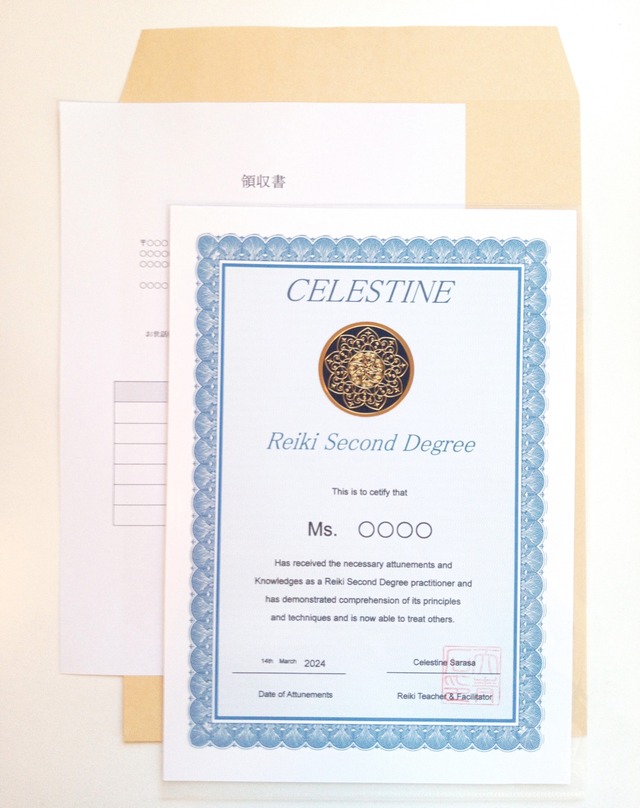 領収書
〒○○○
○○○○
○○○○
○○○○
CELESTINE
Reiki Second Degree
This is to cetify that
Ms. ○○○○
Has received the necessary attunements and
Knowledges as a Reiki Second Degree practitioner and
has demonstrated comprehension of its principles
and techniques and is now able to treat others.
14th March 2024
Celestine Sarasa
Date of Attunements
Reiki Teacher & Facilitator